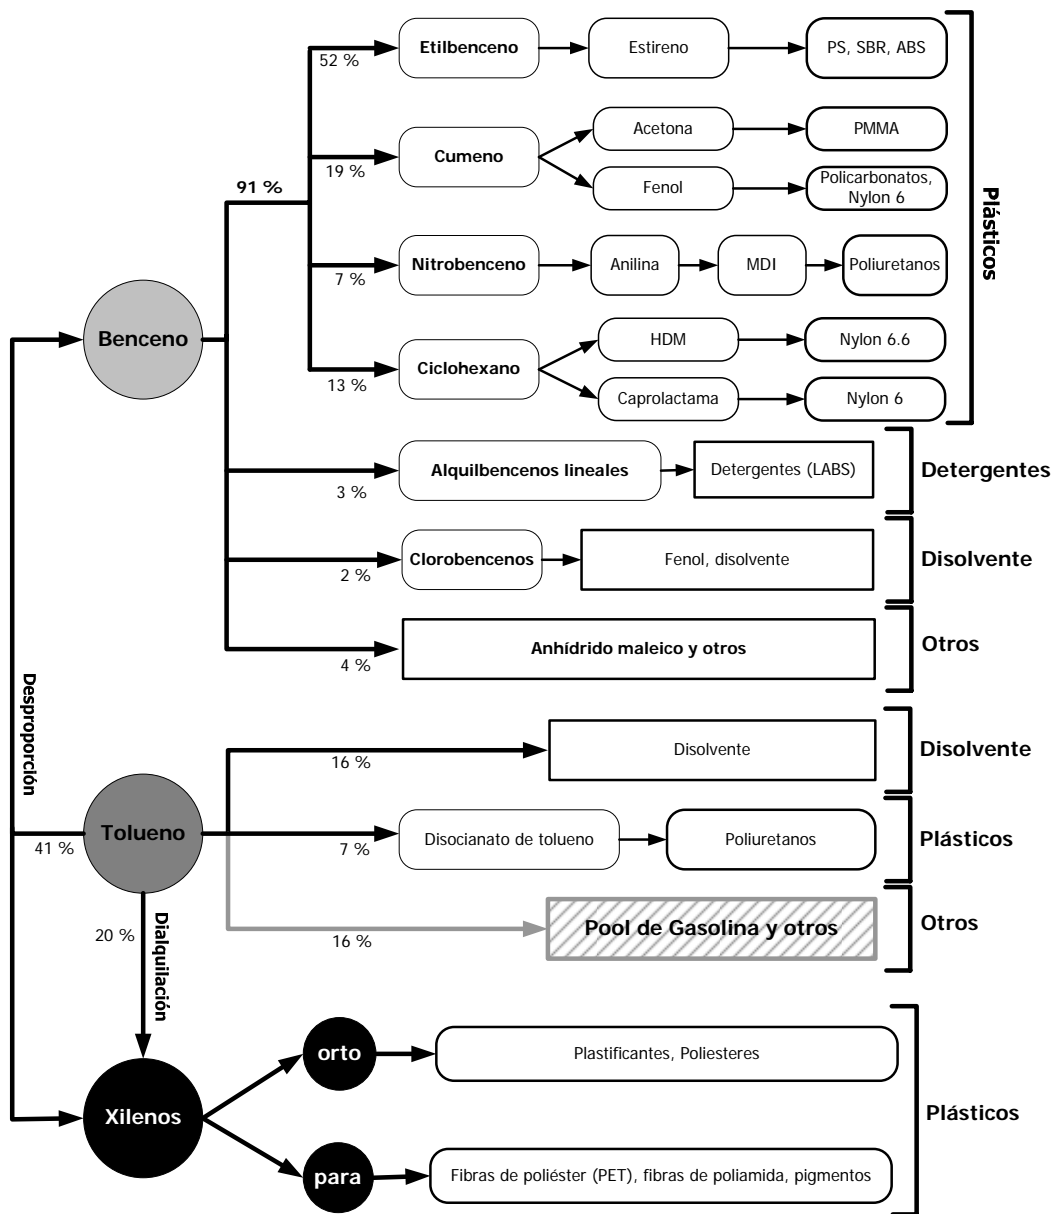 Etilbenceno
Estireno
PS, SBR, ABS
52 %
Acetona
PMMA
Cumeno
19 %
91 %
Fenol
Policarbonatos,
Nylon 6
Plásticos
Nitrobenceno
Anilina
MDI
Poliuretanos
7 %
Benceno
HDM
Nylon 6.6
Ciclohexano
13 %
Caprolactama
Nylon 6
Alquilbencenos lineales
Detergentes (LABS)
Detergentes
3 %
Clorobencenos
Fenol, disolvente
Disolvente
2 %
Anhídrido maleico y otros
Otros
4 %
Desproporción
Disolvente
Disolvente
16 %
Tolueno
41 %
Disocianato de tolueno
Poliuretanos
Plásticos
7 %
20 %
Dialquilación
Pool de Gasolina y otros
Otros
16 %
orto
Plastificantes, Poliesteres
Xilenos
Plásticos
para
Fibras de poliéster (PET), fibras de poliamida, pigmentos